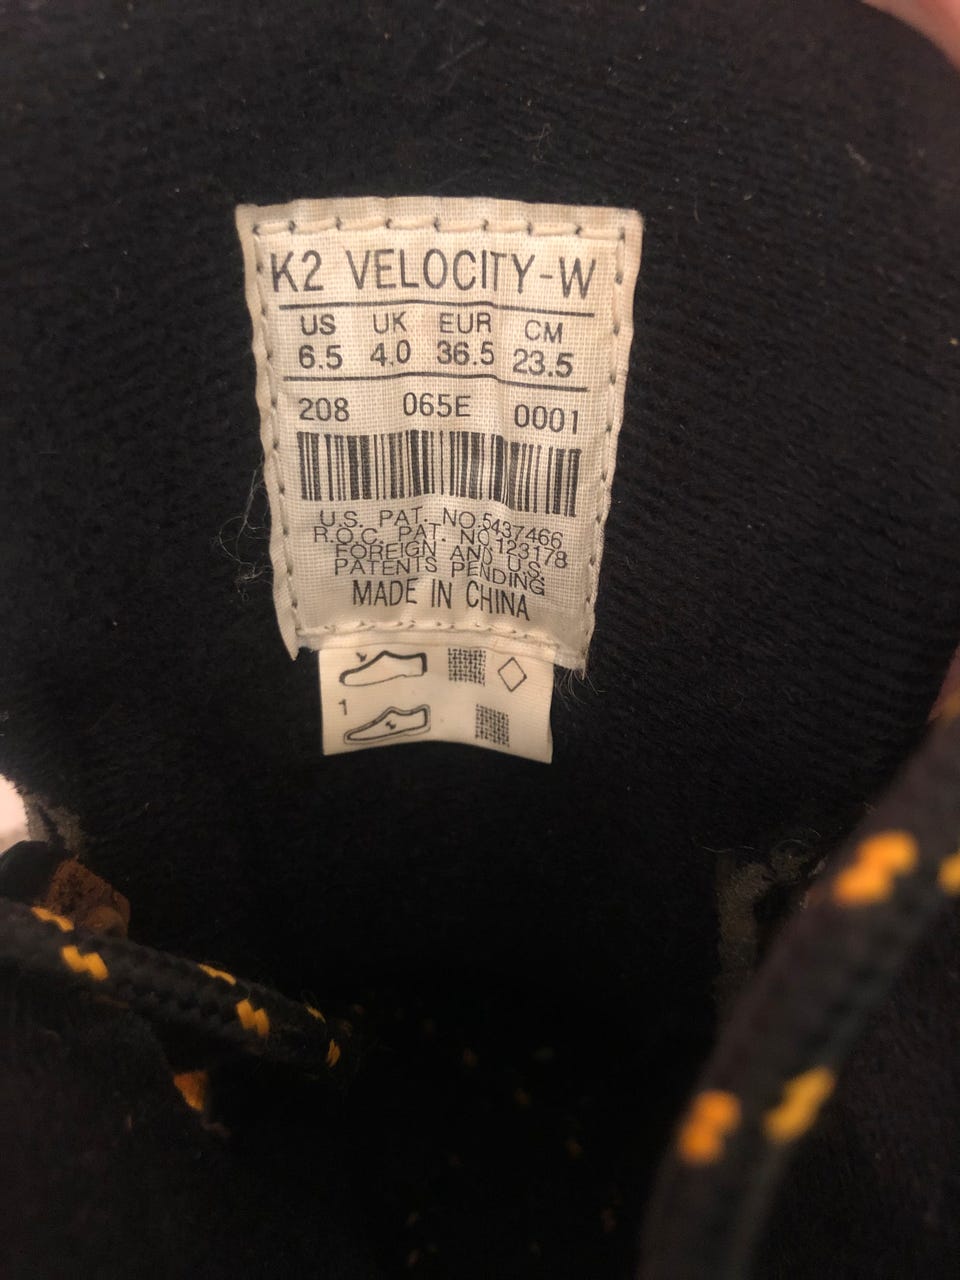 K2 VELOCITY-W
US UK EUR CM
6.5 4.0 36.5 23.5
208 065E 0001
U.S. PAT. NO.5437466
R.O.C. PAT. NO.123178
FOREIGN AND U.S.
PATENTS PENDING
MADE IN CHINA
1